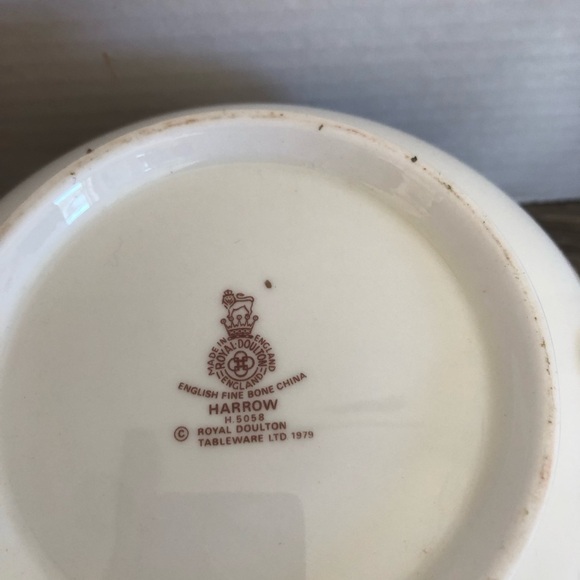 MADE IN ENGLAND
ROYAL·DOULTON
ENGLAND
ENGLISH FINE BONE CHINA
HARROW
H.5058
© ROYAL DOULTON
TABLEWARE LTD 1979